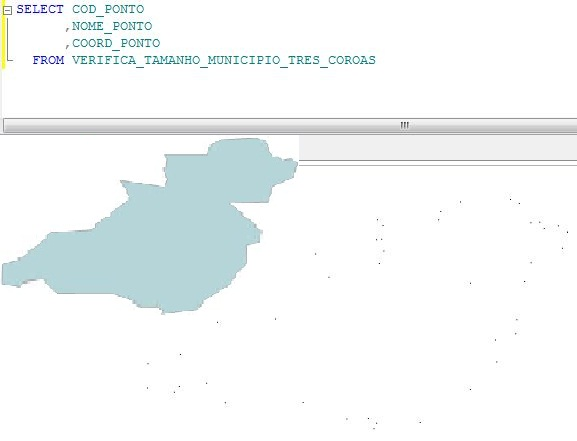 SELECT COD_PONTO
,NOME_PONTO
,COORD_PONTO
FROM VERIFICA_TAMANHO_MUNICIPIO_TRES_COROAS